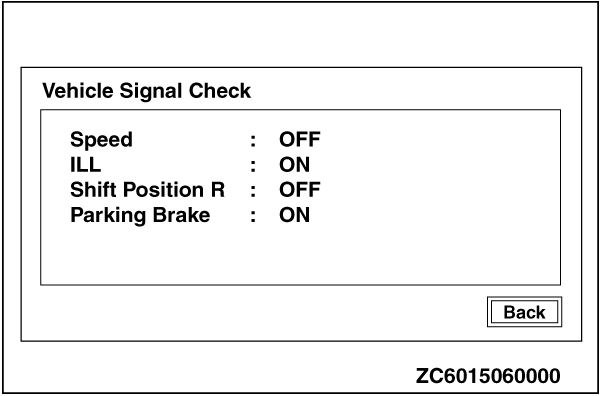 Vehicle Signal Check
Speed : OFF
ILL : ON
Shift Position R : OFF
Parking Brake : ON
Back
ZC6015060000